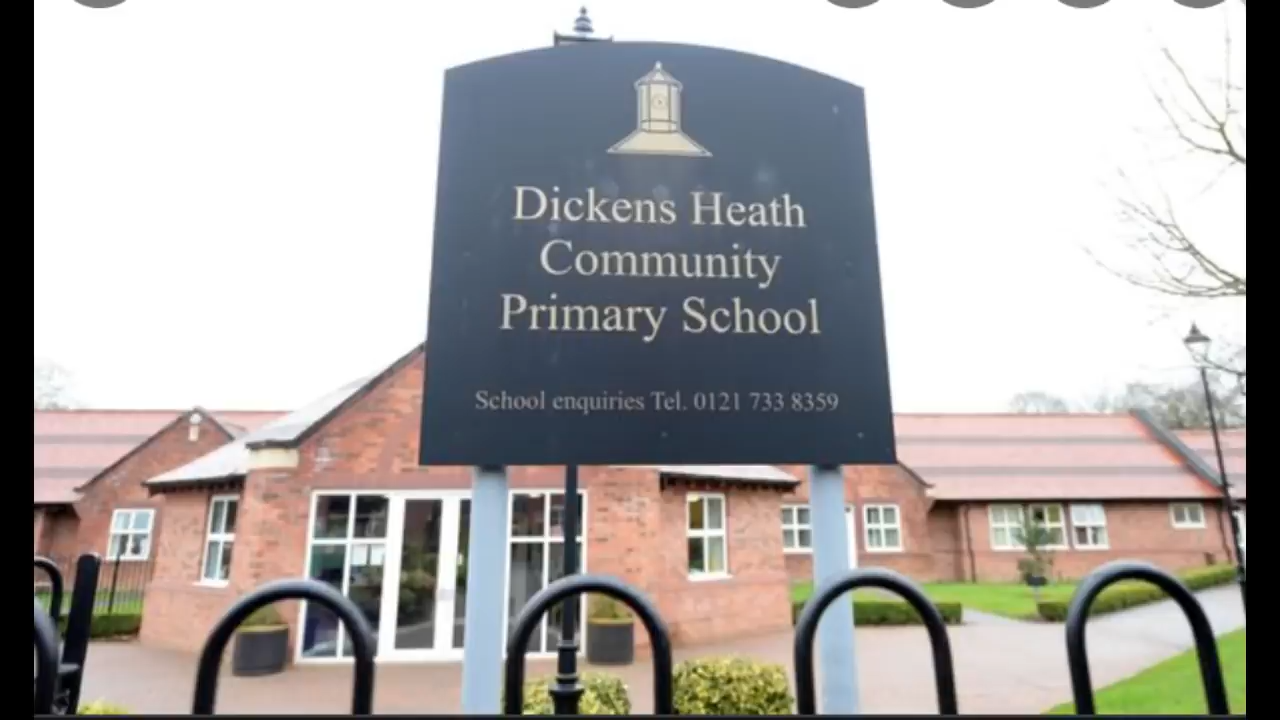 Dickens Heath
Community
Primary School
School enquiries Tel. 0121 733 8359